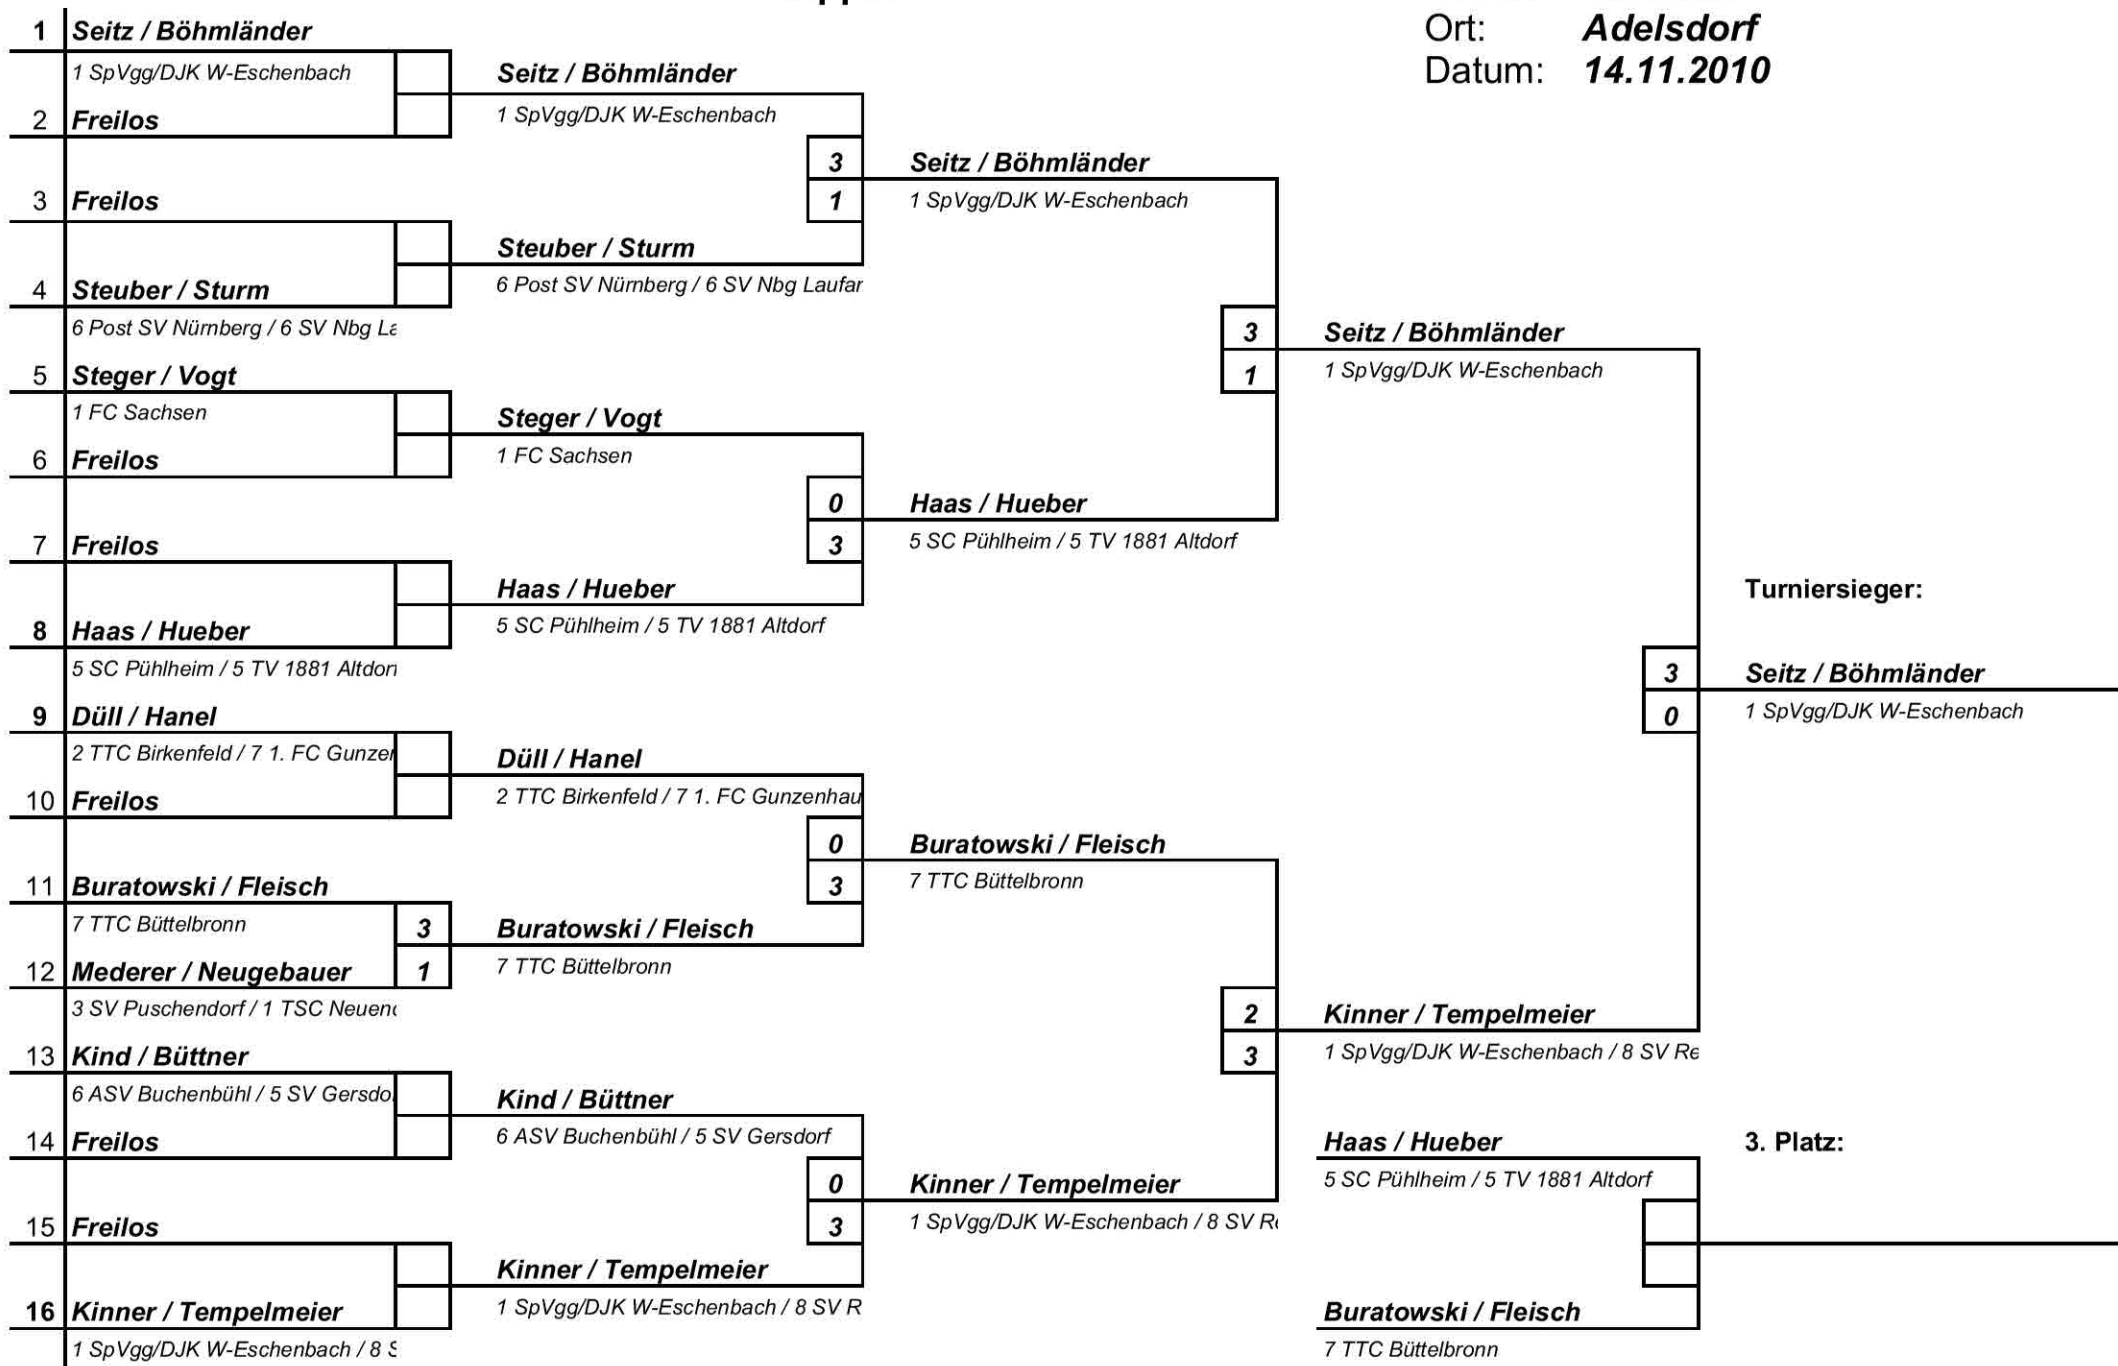 Ort: Adelsdorf
Datum: 14.11.2010
1 Seitz / Böhmländer
1 SpVgg/DJK W-Eschenbach
2 Freilos
3 Freilos
4 Steuber / Sturm
6 Post SV Nürnberg / 6 SV Nbg La
5 Steger / Vogt
1 FC Sachsen
6 Freilos
7 Freilos
8 Haas / Hueber
5 SC Pühlheim / 5 TV 1881 Altdorf
9 Düll / Hanel
2 TTC Birkenfeld / 7 1. FC Gunzen
10 Freilos
11 Buratowski / Fleisch
7 TTC Büttelbronn
3
12 Mederer / Neugebauer
1
3 SV Puschendorf / 1 TSC Neuend
13 Kind / Büttner
6 ASV Buchenbühl / 5 SV Gersdor
14 Freilos
15 Freilos
16 Kinner / Tempelmeier
1 SpVgg/DJK W-Eschenbach / 8 S
Seitz / Böhmländer
1 SpVgg/DJK W-Eschenbach
3
1
Steuber / Sturm
6 Post SV Nürnberg / 6 SV Nbg Laufar
Steger / Vogt
1 FC Sachsen
0
3
Haas / Hueber
5 SC Pühlheim / 5 TV 1881 Altdorf
Düll / Hanel
2 TTC Birkenfeld / 7 1. FC Gunzenhau
0
3
Buratowski / Fleisch
7 TTC Büttelbronn
Kind / Büttner
6 ASV Buchenbühl / 5 SV Gersdorf
0
3
Kinner / Tempelmeier
1 SpVgg/DJK W-Eschenbach / 8 SV R
Seitz / Böhmländer
1 SpVgg/DJK W-Eschenbach
3
1
Haas / Hueber
5 SC Pühlheim / 5 TV 1881 Altdorf
Buratowski / Fleisch
7 TTC Büttelbronn
2
3
Kinner / Tempelmeier
1 SpVgg/DJK W-Eschenbach / 8 SV Re
Seitz / Böhmländer
1 SpVgg/DJK W-Eschenbach
3
0
Kinner / Tempelmeier
1 SpVgg/DJK W-Eschenbach / 8 SV Re
Turniersieger:
Seitz / Böhmländer
1 SpVgg/DJK W-Eschenbach
Haas / Hueber
5 SC Pühlheim / 5 TV 1881 Altdorf
3. Platz:
Buratowski / Fleisch
7 TTC Büttelbronn